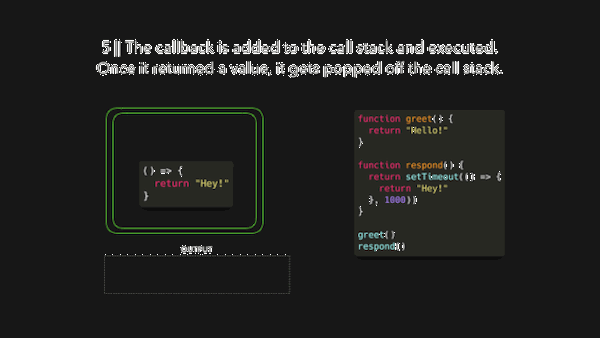 5 || The callback is added to the call stack and executed.
Once it returned a value, it gets popped off the call stack.
() => {
return "Hey!"
}
function greet() {
return "Hello!"
}
function respond() {
return setTimeout(() => {
return "Hey!"
}, 1000)
}
greet()
respond()